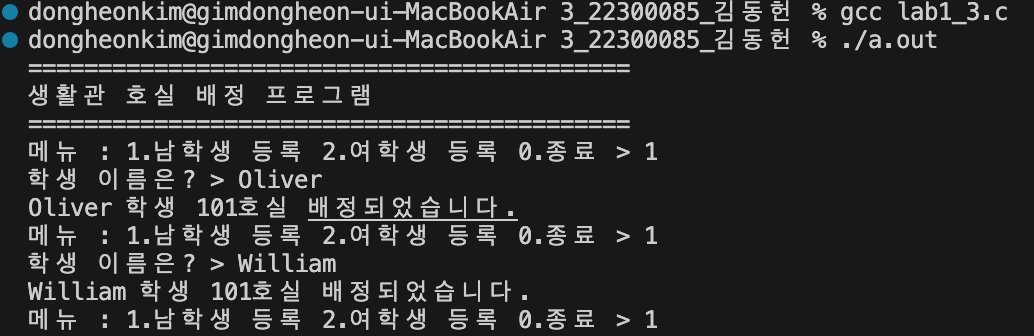 dongheonkim@gimdongheon-ui-MacBookAir 3_22300085_김동헌 % gcc lab1_3.c
dongheonkim@gimdongheon-ui-MacBookAir 3_22300085_김동헌 % ./a.out
===========================================
생활관 호실 배정 프로그램
===========================================
메뉴 : 1.남학생 등록 2.여학생 등록 0.종료 > 1
학생 이름은? > Oliver
Oliver 학생 101호실 배정되었습니다.
메뉴 : 1.남학생 등록 2.여학생 등록 0.종료 > 1
학생 이름은? > William
William 학생 101호실 배정되었습니다.
메뉴 : 1.남학생 등록 2.여학생 등록 0.종료 > 1